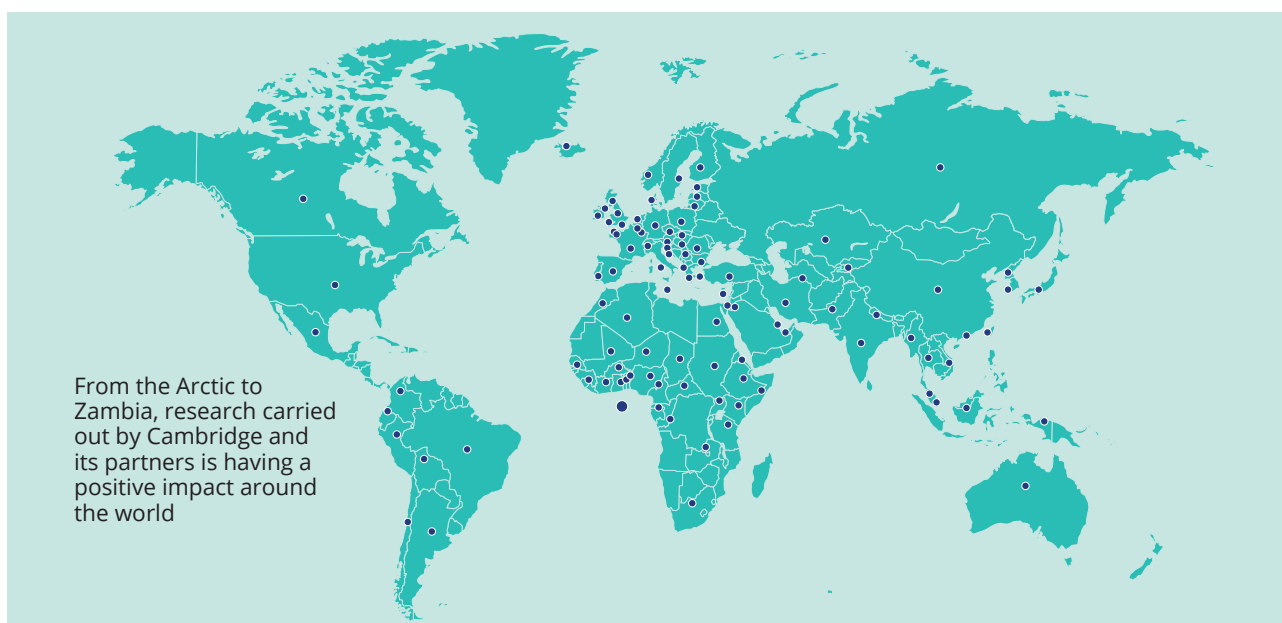 From the Arctic to
Zambia, research carried
out by Cambridge and
its partners is having a
positive impact around
the world